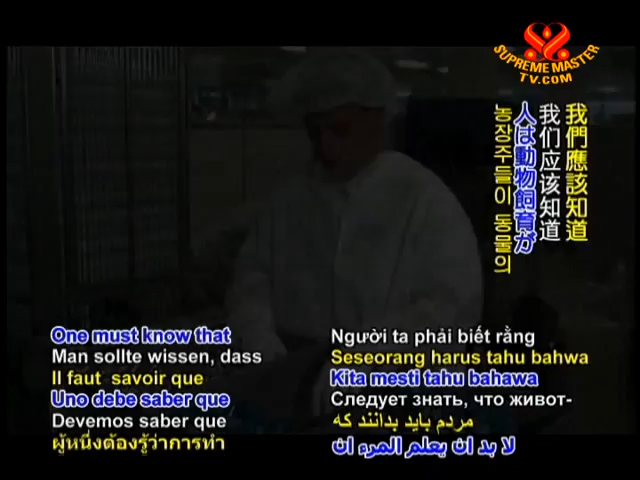 SUPREME MASTER
TV.COM
我們應該知道
我们应该知道
人は動物飼育が
농장주들이 동물의
One must know that
Man sollte wissen, dass
Il faut savoir que
Uno debe saber que
Devemos saber que
ผู้หนึ่งต้องรู้ว่าการทำ
Người ta phải biết rằng
Seseorang harus tahu bahwa
Kita mesti tahu bahawa
Следует знать, что живот-
مردم باید بدانند که
لا بد ان يعلم المرء ان